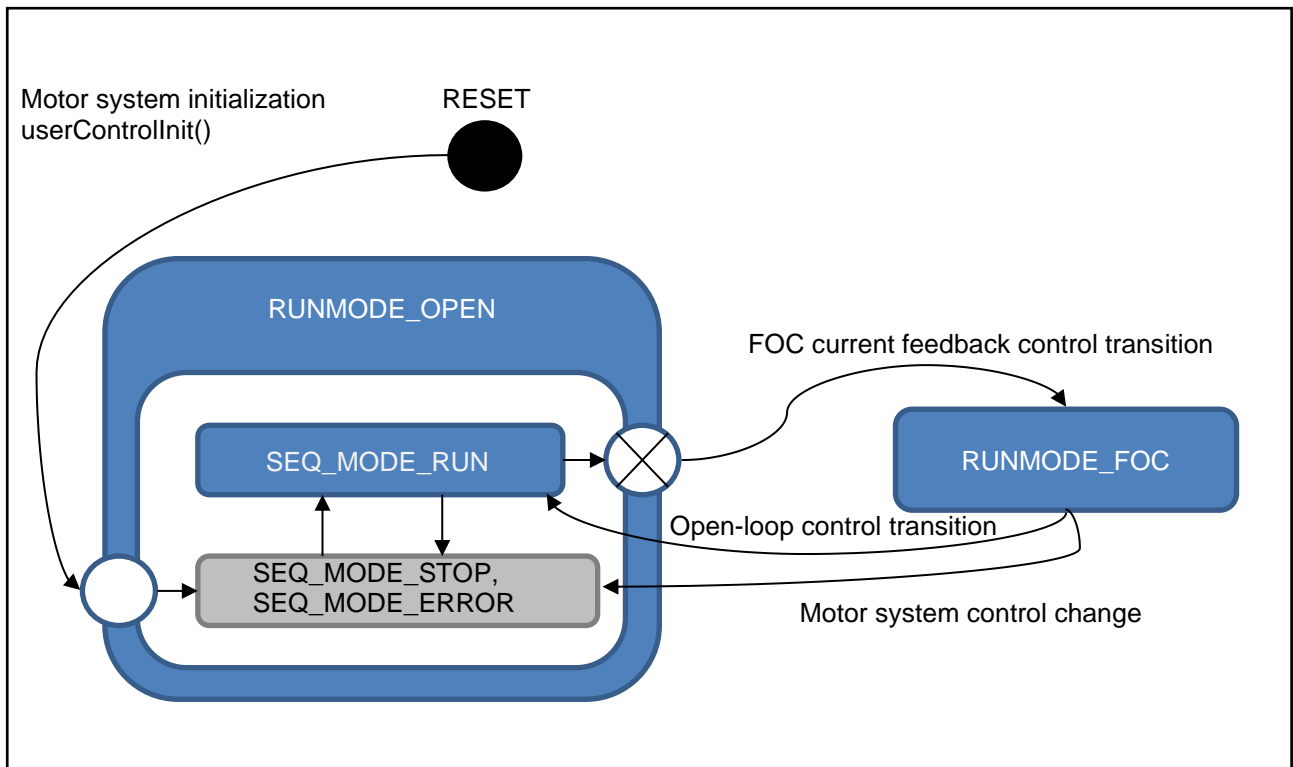 Motor system initialization
userControlInit()
RESET
RUNMODE_OPEN
FOC current feedback control transition
SEQ_MODE_RUN
RUNMODE_FOC
Open-loop control transition
SEQ_MODE_STOP,
SEQ_MODE_ERROR
Motor system control change